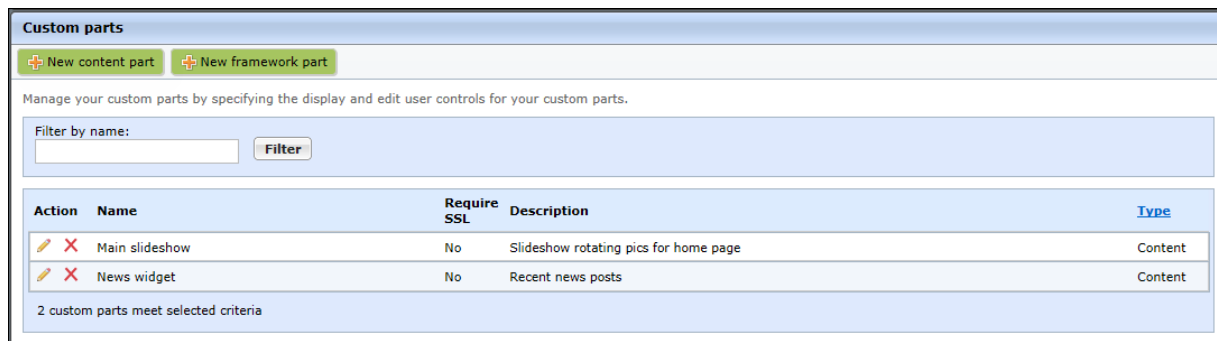 Custom parts
New content part New framework part
Manage your custom parts by specifying the display and edit user controls for your custom parts.
Filter by name:
Filter
Action Name Require SSL Description Type
Main slideshow No Slideshow rotating pics for home page Content
News widget No Recent news posts Content
2 custom parts meet selected criteria